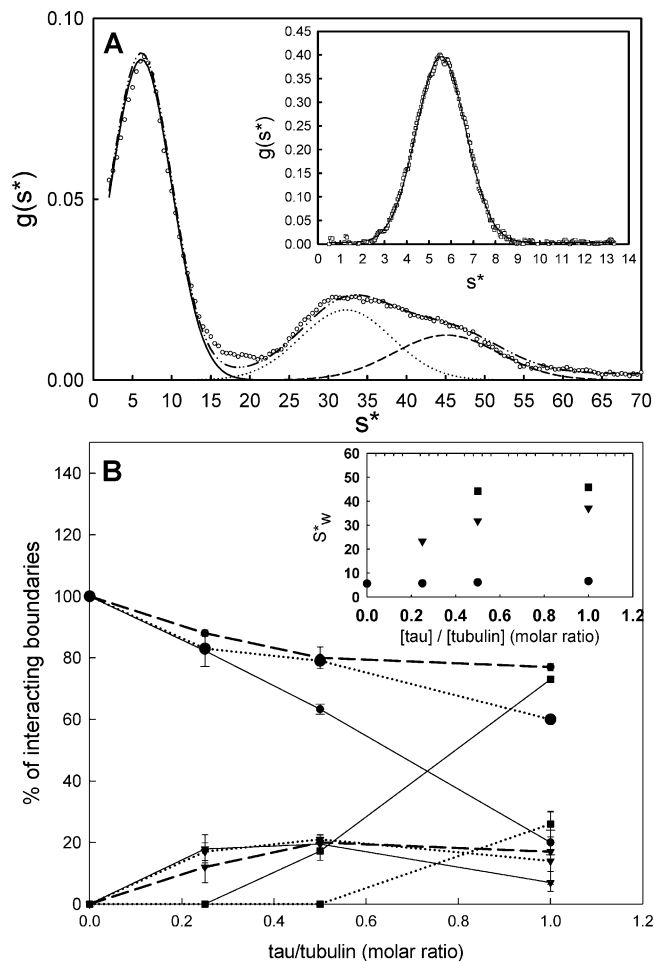 A
0.10
0.05
0.00
g(s*)
0 5 10 15 20 25 30 35 40 45 50 55 60 65 70
s*
0.45
0.40
0.35
0.30
0.25
0.20
0.15
0.10
0.05
0.00
g(s*)
0 1 2 3 4 5 6 7 8 9 10 11 12 13 14
s*
B
140
120
100
80
60
40
20
0
% of interacting boundaries
0.0 0.2 0.4 0.6 0.8 1.0 1.2
tau/tubulin (molar ratio)
60
50
40
30
20
10
0
S*w
0.0 0.2 0.4 0.6 0.8 1.0 1.2
[tau] / [tubulin] (molar ratio)